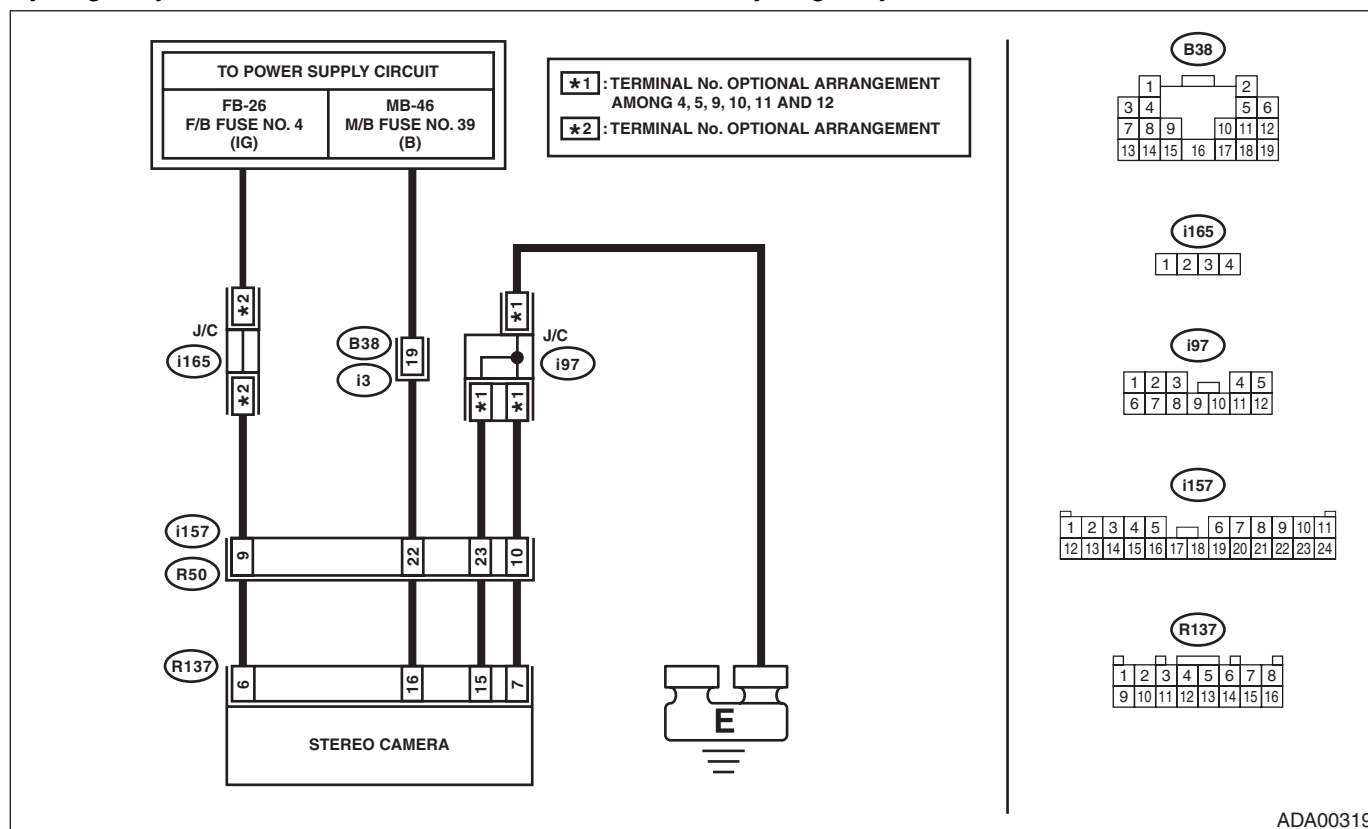 TO POWER SUPPLY CIRCUIT
FB-26
F/B FUSE NO. 4
(IG)
MB-46
M/B FUSE NO. 39
(B)
*1 : TERMINAL No. OPTIONAL ARRANGEMENT
AMONG 4, 5, 9, 10, 11 AND 12
*2 : TERMINAL No. OPTIONAL ARRANGEMENT
*2
J/C
i165
*2
B38
19
i3
*1
J/C
i97
*1 *1
i157
9 22 23 10
R50
R137
6 16 15 7
STEREO CAMERA
E
B38
1 2
3 4 5 6
7 8 9 10 11 12
13 14 15 16 17 18 19
i165
1 2 3 4
i97
1 2 3 4 5
6 7 8 9 10 11 12
i157
1 2 3 4 5 6 7 8 9 10 11
12 13 14 15 16 17 18 19 20 21 22 23 24
R137
1 2 3 4 5 6 7 8
9 10 11 12 13 14 15 16
ADA00319